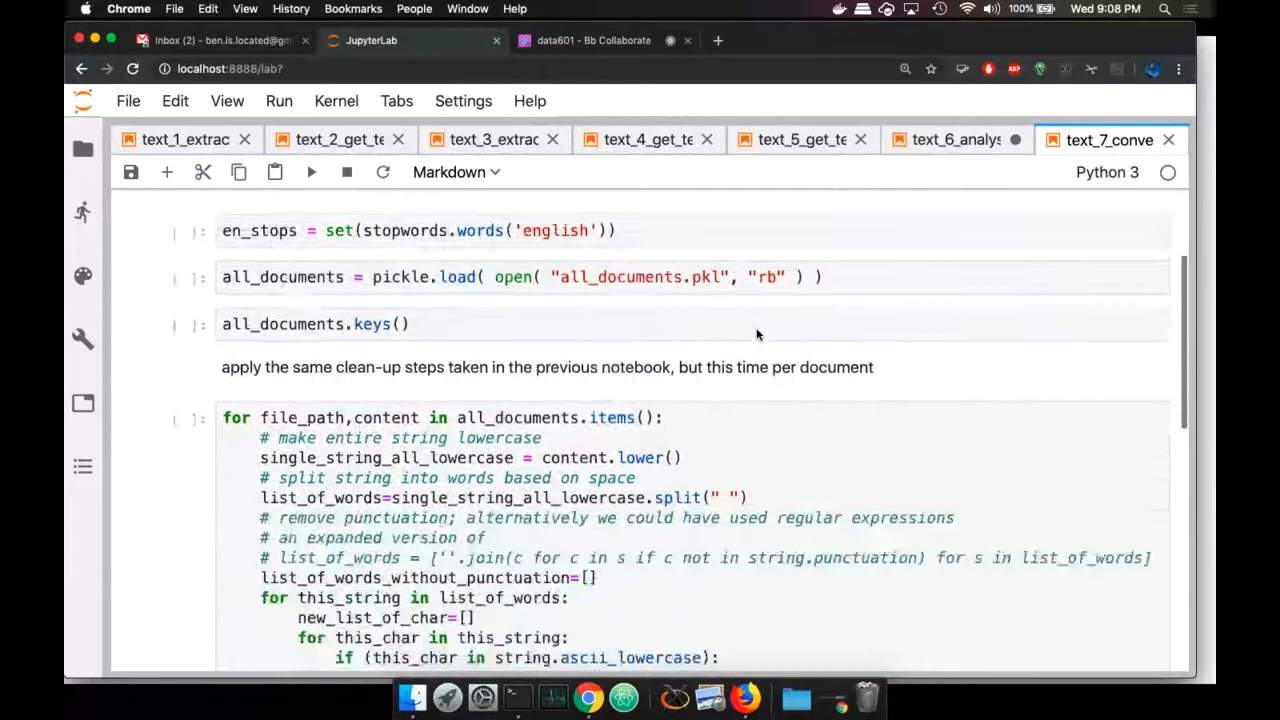 Chrome File Edit View History Bookmarks People Window Help 100% Wed 9:08 PM
Inbox (2) - ben.is.located@gm JupyterLab data601 - Bb Collaborate
localhost:8888/lab?
File Edit View Run Kernel Tabs Settings Help
text_1_extrac text_2_get_te text_3_extrac text_4_get_te text_5_get_te text_6_analys text_7_conve
Markdown Python 3
[ ]: en_stops = set(stopwords.words('english'))
[ ]: all_documents = pickle.load( open( "all_documents.pkl", "rb" ) )
[ ]: all_documents.keys()
apply the same clean-up steps taken in the previous notebook, but this time per document
[ ]: for file_path,content in all_documents.items():
# make entire string lowercase
single_string_all_lowercase = content.lower()
# split string into words based on space
list_of_words=single_string_all_lowercase.split(" ")
# remove punctuation; alternatively we could have used regular expressions
# an expanded version of
# list_of_words = [''.join(c for c in s if c not in string.punctuation) for s in list_of_words]
list_of_words_without_punctuation=[]
for this_string in list_of_words:
new_list_of_char=[]
for this_char in this_string:
if (this_char in string.ascii_lowercase):